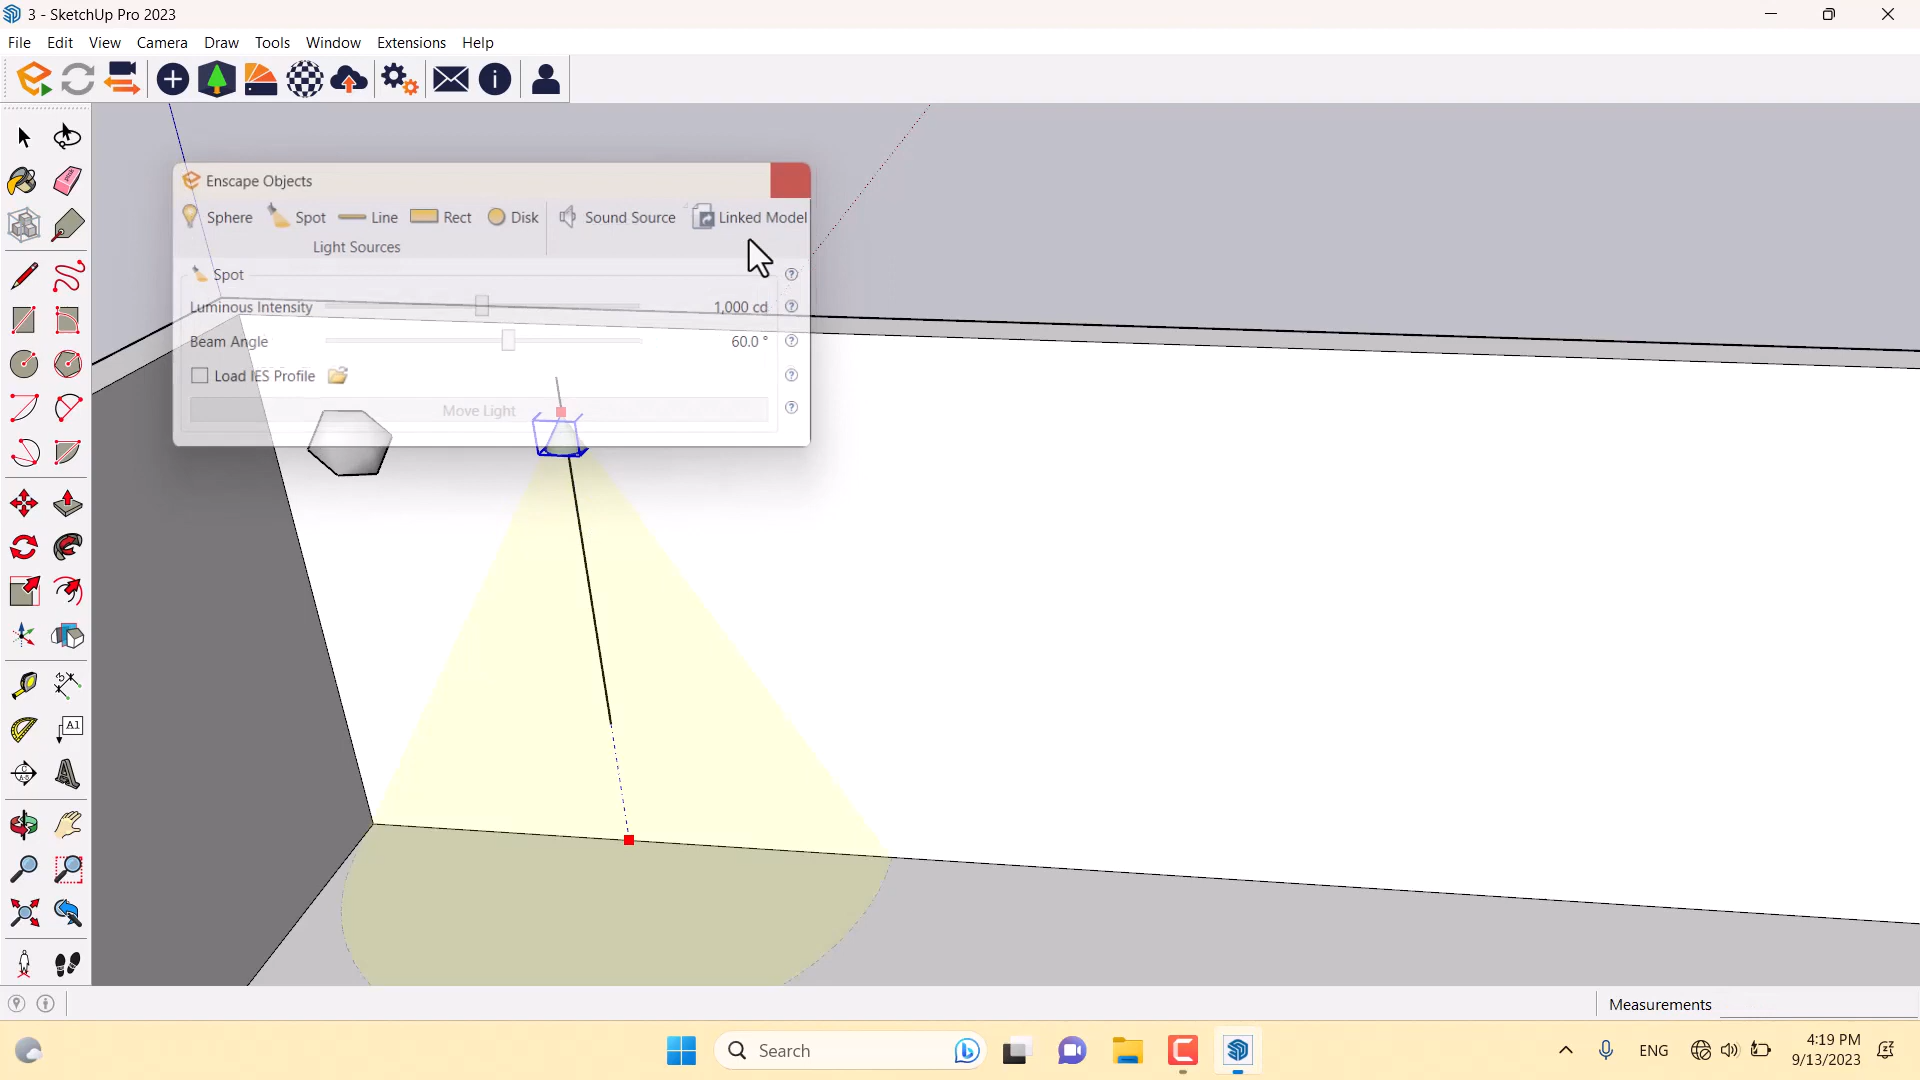 3 - SketchUp Pro 2023
File Edit View Camera Draw Tools Window Extensions Help
Enscape Objects
Sphere Spot Line Rect Disk Sound Source Linked Model
Light Sources
Spot
Luminous Intensity 1,000 cd
Beam Angle 60.0 °
Load IES Profile
Move Light
A1
Measurements
Search
ENG
4:19 PM
9/13/2023